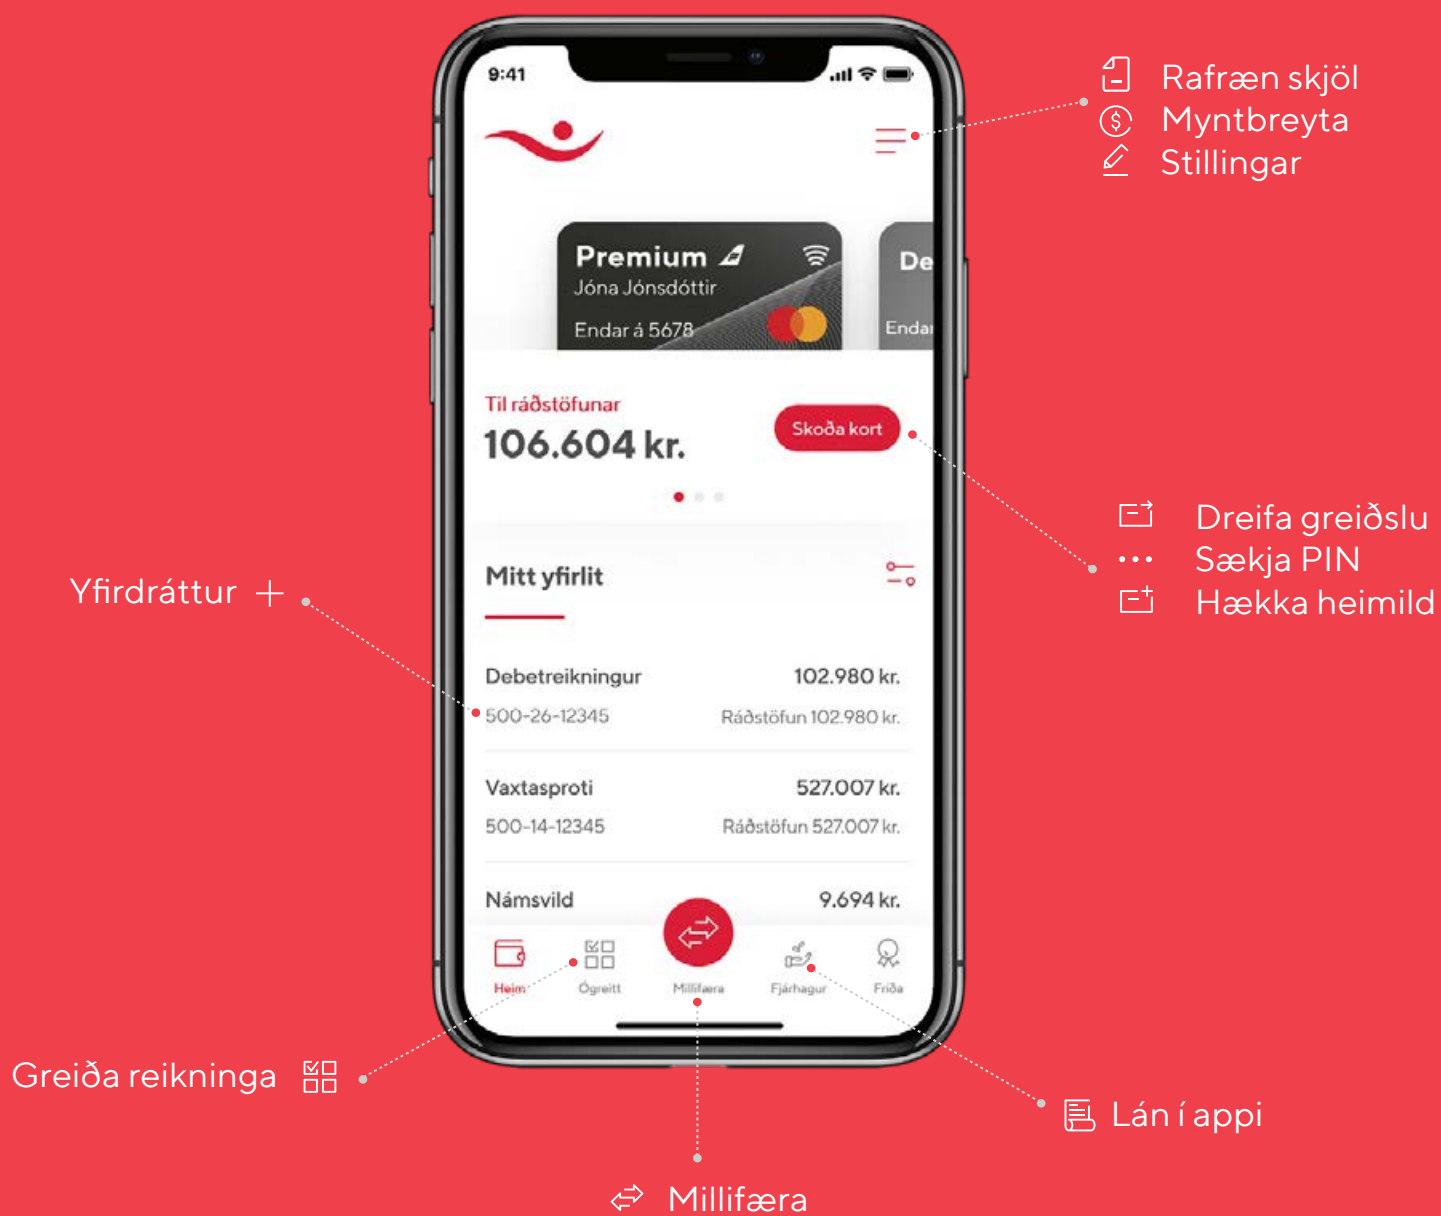 9:41
Rafræn skjöl
Myntbreyta
Stillingar
Premium
Jóna Jónsdóttir
Endar á 5678
De
Endar
Til ráðstöfunar
106.604 kr.
Skoða kort
Dreifa greiðslu
Sækja PIN
Hækka heimild
Mitt yfirlit
Yfirdráttur
Debetreikningur 102.980 kr.
500-26-12345 Ráðstöfun 102.980 kr.
Vaxtasproti 527.007 kr.
500-14-12345 Ráðstöfun 527.007 kr.
Námsvild 9.694 kr.
Heim Ógreitt Millifæra Fjárhagur Fríða
Greiða reikninga
Lán í appi
Millifæra